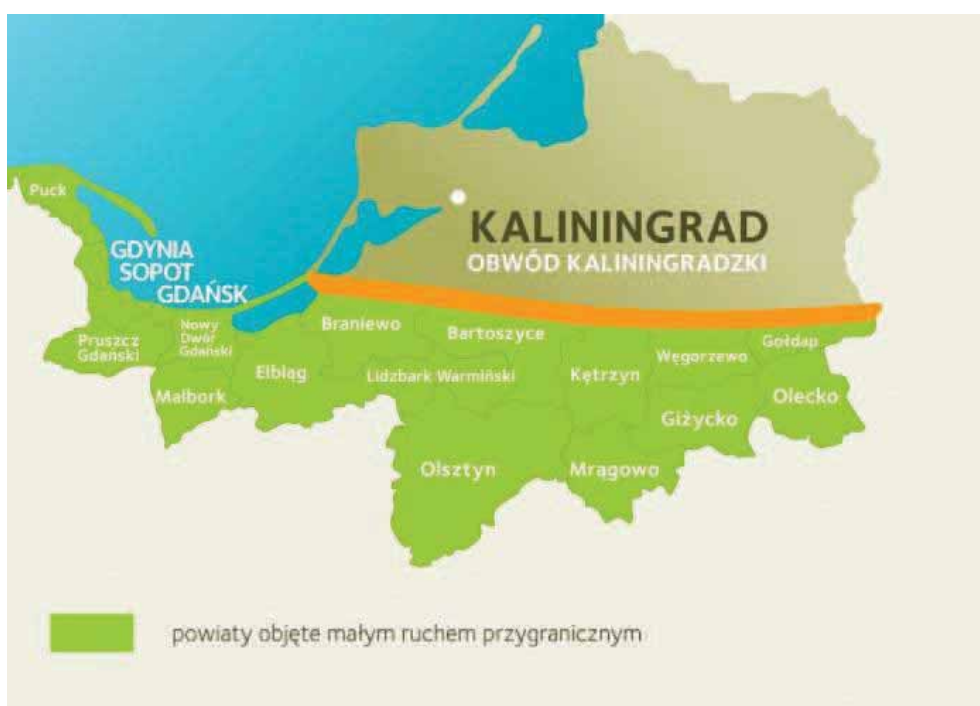 Puck
GDYNIA
SOPOT
GDAŃSK
KALININGRAD
OBWÓD KALININGRADZKI
Pruszcz
Gdański
Nowy
Dwór
Gdański
Braniewo
Bartoszyce
Gołdap
Węgorzewo
Malbork
Elbląg
Lidzbark Warmiński
Kętrzyn
Olecko
Giżycko
Olsztyn
Mrągowo
powiaty objęte małym ruchem przygranicznym